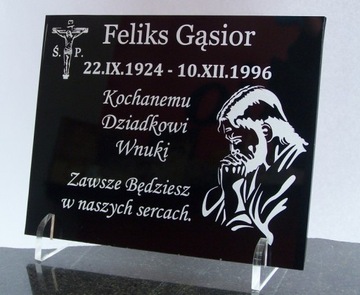 Feliks Gąsior
Ś. P.
22.IX.1924 - 10.XII.1996
Kochanemu
Dziadkowi
Wnuki
Zawsze Będziesz
w naszych sercach.